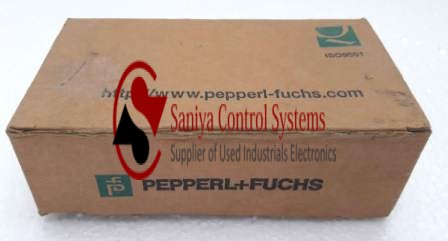 ISO9001
http://www.pepperl-fuchs.com
Saniya Control Systems
Supplier of Used Industrials Electronics
PEPPERL+FUCHS